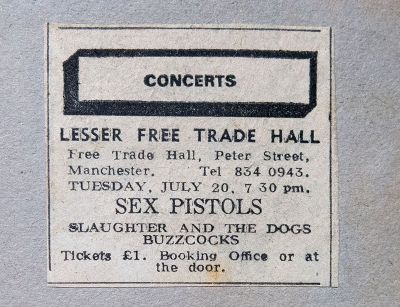 CONCERTS
LESSER FREE TRADE HALL
Free Trade Hall, Peter Street,
Manchester. Tel 834 0943.
TUESDAY, JULY 20, 7 30 pm.
SEX PISTOLS
SLAUGHTER AND THE DOGS
BUZZCOCKS
Tickets £1. Booking Office or at
the door.